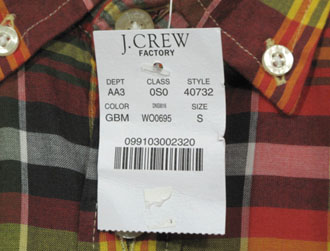 J.CREW
FACTORY
DEPT CLASS STYLE
AA3 0S0 40732
COLOR SIZE
GBM WO0695 S
099103002320